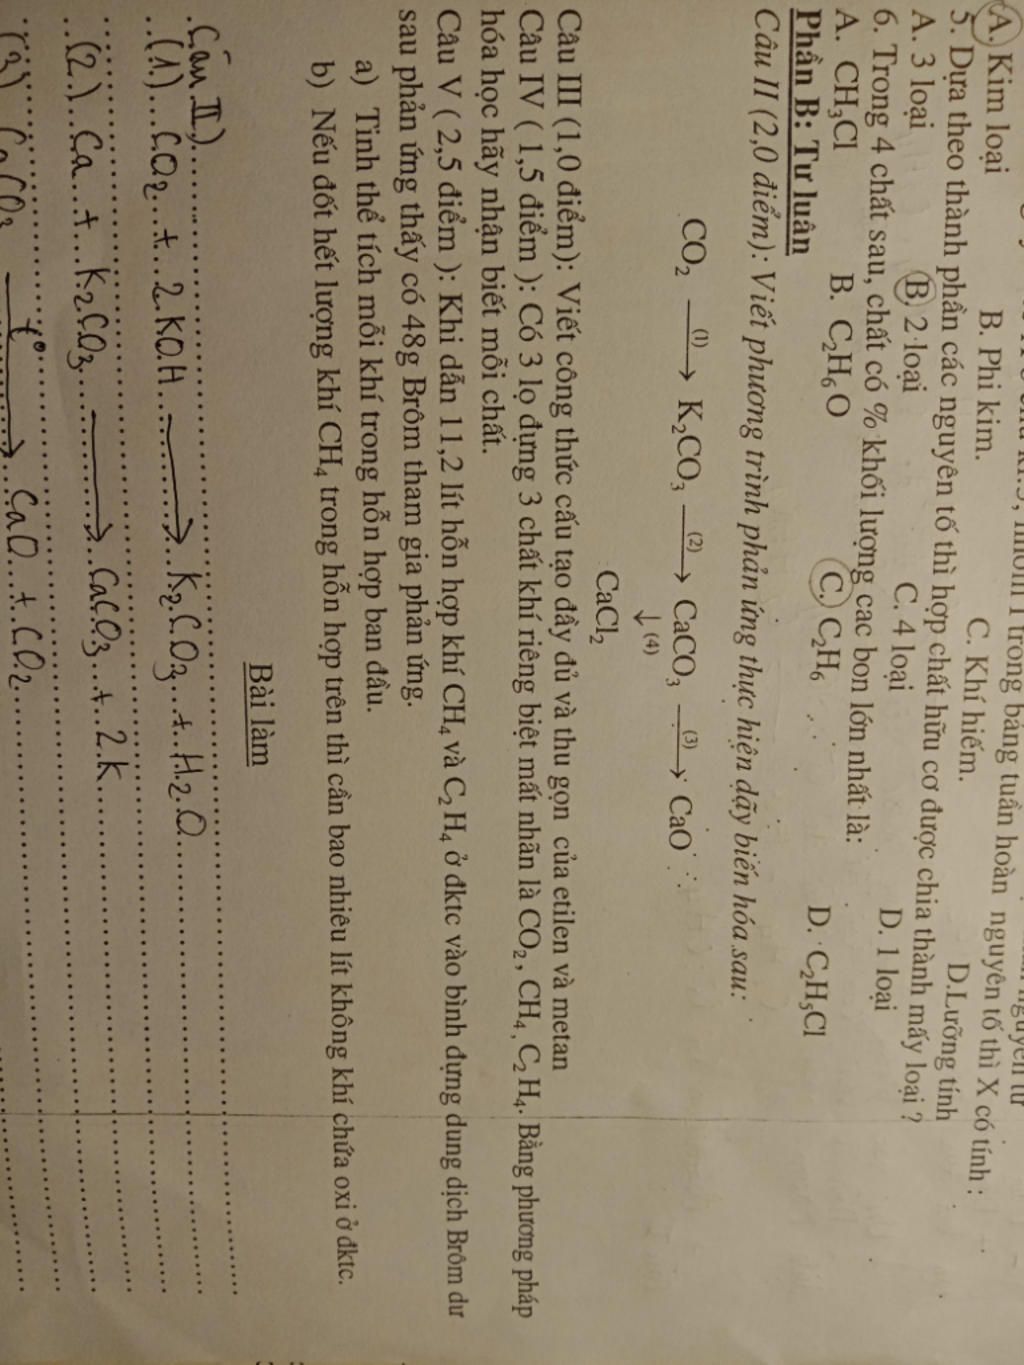 A. Kim loại B. Phi kim. C. Khí hiếm. D.Lưỡng tính
5. Dựa theo thành phần các nguyên tố thì hợp chất hữu cơ được chia thành mấy loại ?
A. 3 loại B. 2 loại C. 4 loại D. 1 loại
6. Trong 4 chất sau, chất có % khối lượng cac bon lớn nhất là:
A. CH₃Cl B. C₂H₆O C. C₂H₆ D. C₂H₅Cl
Phần B: Tư luân
Câu II (2,0 điểm): Viết phương trình phản ứng thực hiện dãy biến hóa sau:
CO₂ (1)→ K₂CO₃ (2)→ CaCO₃ (3)→ CaO
↓(4)
CaCl₂
Câu III (1,0 điểm): Viết công thức cấu tạo đầy đủ và thu gọn của etilen và metan
Câu IV ( 1,5 điểm ): Có 3 lọ đựng 3 chất khí riêng biệt mất nhãn là CO₂, CH₄, C₂H₄. Bằng phương pháp
hóa học hãy nhận biết mỗi chất.
Câu V ( 2,5 điểm ): Khi dẫn 11,2 lít hỗn hợp khí CH₄ và C₂H₄ ở đktc vào bình đựng dung dịch Brôm dư
sau phản ứng thấy có 48g Brôm tham gia phản ứng.
a) Tinh thể tích mỗi khí trong hỗn hợp ban đầu.
b) Nếu đốt hết lượng khí CH₄ trong hỗn hợp trên thì cần bao nhiêu lít không khí chứa oxi ở đktc.
Bài làm
Câu II)
(1) CO₂ + 2 KOH → K₂CO₃ + H₂O
(2) Ca + K₂CO₃ → CaCO₃ + 2 K
(3) CaCO₃ t° → CaO + CO₂